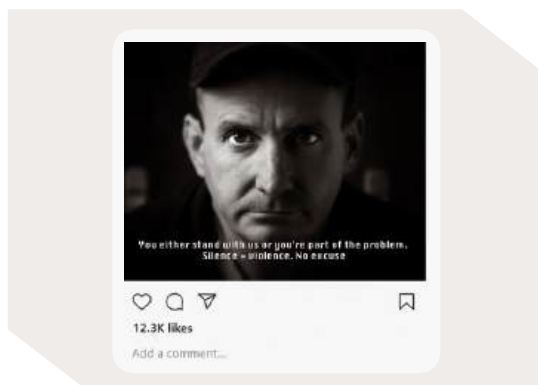 You either stand with us or you're part of the problem.
Silence = violence. No excuse
12.3K likes
Add a comment...